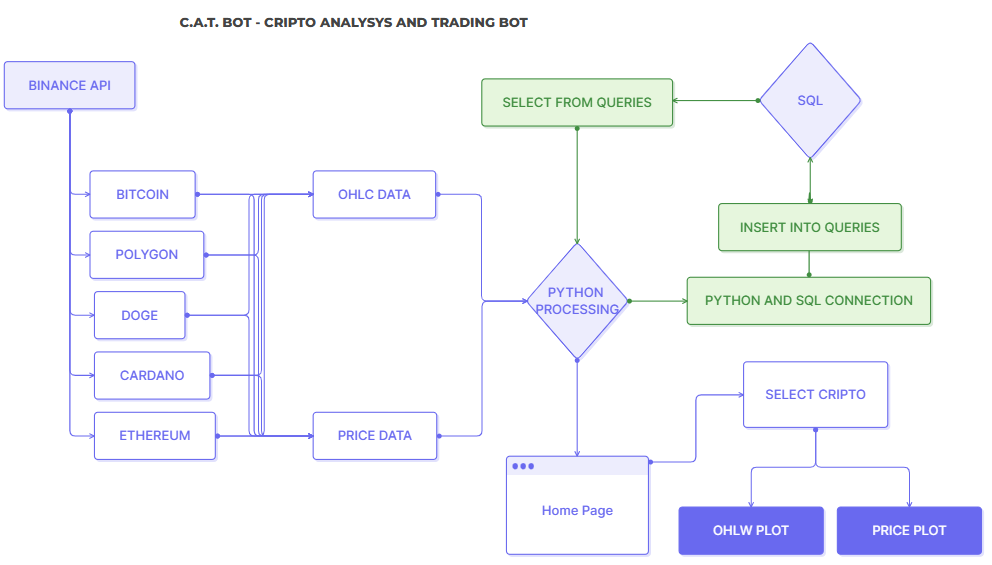 C.A.T. BOT - CRIPTO ANALYSYS AND TRADING BOT
BINANCE API
SELECT FROM QUERIES
SQL
BITCOIN
OHLC DATA
POLYGON
INSERT INTO QUERIES
DOGE
PYTHON
PROCESSING
PYTHON AND SQL CONNECTION
CARDANO
SELECT CRIPTO
ETHEREUM
PRICE DATA
Home Page
OHLW PLOT
PRICE PLOT